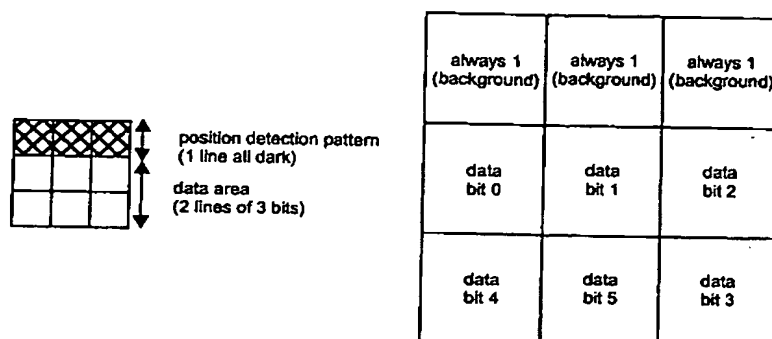 always 1
(background)
always 1
(background)
always 1
(background)
position detection pattern
(1 line all dark)
data area
(2 lines of 3 bits)
data
bit 0
data
bit 1
data
bit 2
data
bit 4
data
bit 5
data
bit 3